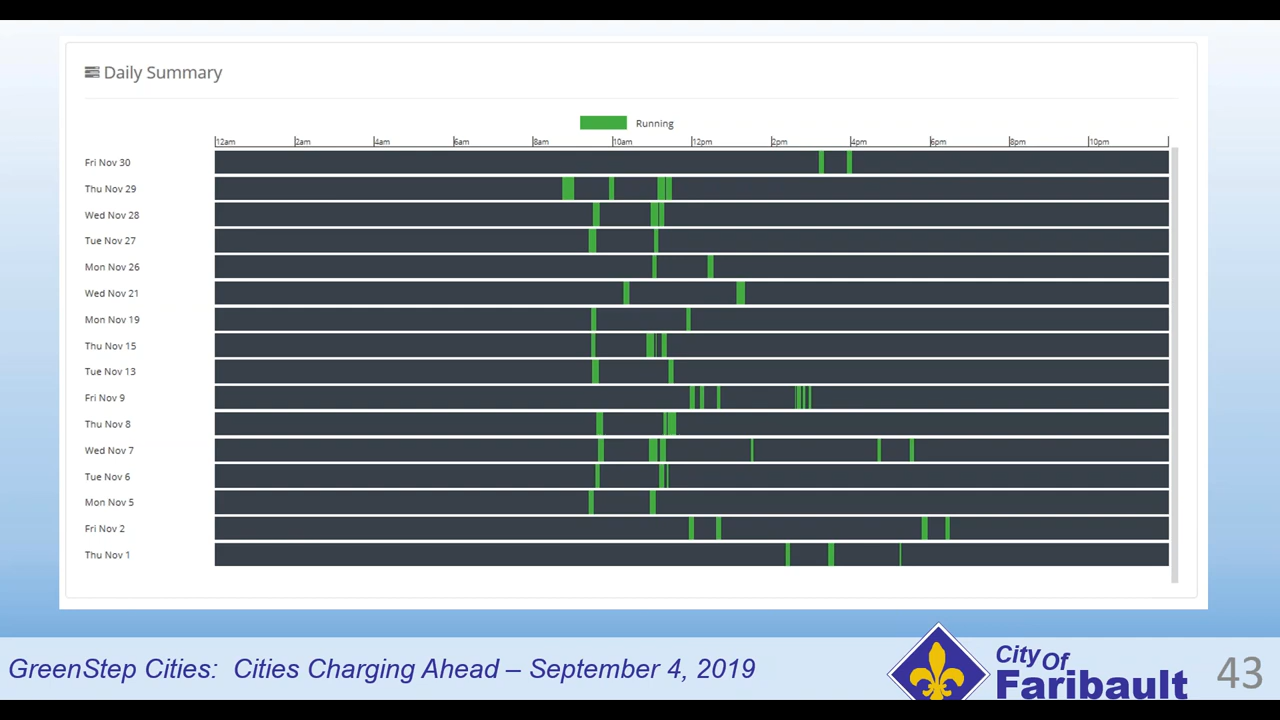 Daily Summary
Running
12am 2am 4am 6am 8am 10am 12pm 2pm 4pm 6pm 8pm 10pm
Fri Nov 30
Thu Nov 29
Wed Nov 28
Tue Nov 27
Mon Nov 26
Wed Nov 21
Mon Nov 19
Thu Nov 15
Tue Nov 13
Fri Nov 9
Thu Nov 8
Wed Nov 7
Tue Nov 6
Mon Nov 5
Fri Nov 2
Thu Nov 1
GreenStep Cities: Cities Charging Ahead – September 4, 2019
City Of
Faribault
43